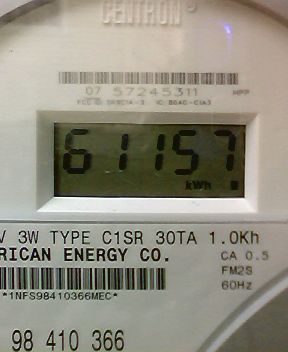 CENTRON
07 57245311
61157
kWh
V 3W TYPE C1SR 30TA 1.0Kh
RICAN ENERGY CO. CA 0.5
FM2S
*1NFS98410366MEC* 60Hz
98 410 366